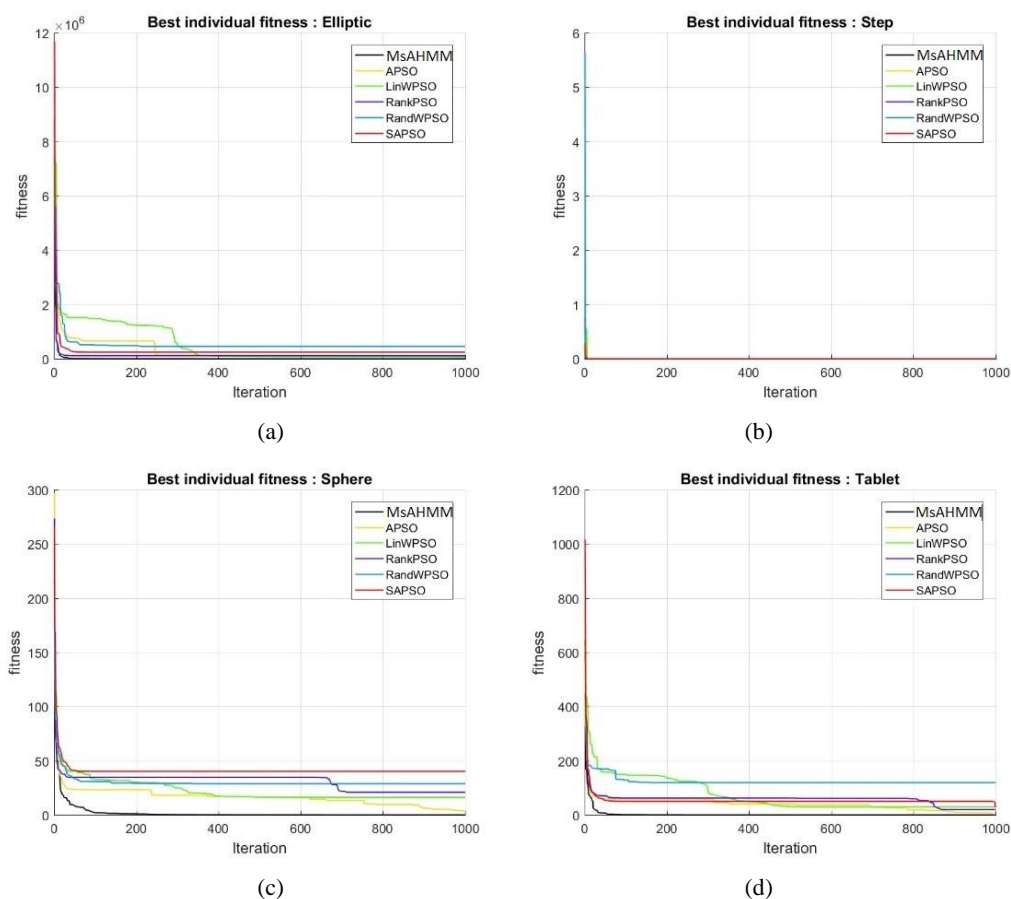 Best individual fitness : Elliptic
×10⁶
12
10
8
6
4
2
0
fitness
0 200 400 600 800 1000
Iteration
MsAHMM
APSO
LinWPSO
RankPSO
RandWPSO
SAPSO
(a)
Best individual fitness : Step
6
5
4
3
2
1
0
fitness
0 200 400 600 800 1000
Iteration
MsAHMM
APSO
LinWPSO
RankPSO
RandWPSO
SAPSO
(b)
Best individual fitness : Sphere
300
250
200
150
100
50
0
fitness
0 200 400 600 800 1000
Iteration
MsAHMM
APSO
LinWPSO
RankPSO
RandWPSO
SAPSO
(c)
Best individual fitness : Tablet
1200
1000
800
600
400
200
0
fitness
0 200 400 600 800 1000
Iteration
MsAHMM
APSO
LinWPSO
RankPSO
RandWPSO
SAPSO
(d)